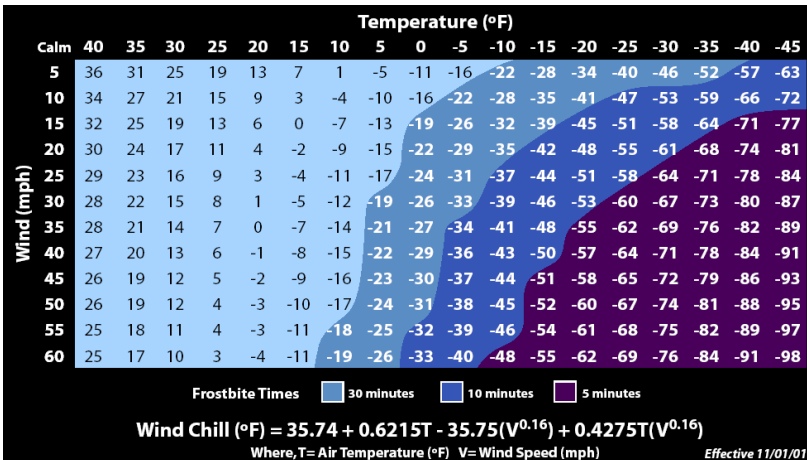 Temperature (ºF)
Calm 40 35 30 25 20 15 10 5 0 -5 -10 -15 -20 -25 -30 -35 -40 -45
5 36 31 25 19 13 7 1 -5 -11 -16 -22 -28 -34 -40 -46 -52 -57 -63
10 34 27 21 15 9 3 -4 -10 -16 -22 -28 -35 -41 -47 -53 -59 -66 -72
15 32 25 19 13 6 0 -7 -13 -19 -26 -32 -39 -45 -51 -58 -64 -71 -77
20 30 24 17 11 4 -2 -9 -15 -22 -29 -35 -42 -48 -55 -61 -68 -74 -81
25 29 23 16 9 3 -4 -11 -17 -24 -31 -37 -44 -51 -58 -64 -71 -78 -84
30 28 22 15 8 1 -5 -12 -19 -26 -33 -39 -46 -53 -60 -67 -73 -80 -87
35 28 21 14 7 0 -7 -14 -21 -27 -34 -41 -48 -55 -62 -69 -76 -82 -89
40 27 20 13 6 -1 -8 -15 -22 -29 -36 -43 -50 -57 -64 -71 -78 -84 -91
45 26 19 12 5 -2 -9 -16 -23 -30 -37 -44 -51 -58 -65 -72 -79 -86 -93
50 26 19 12 4 -3 -10 -17 -24 -31 -38 -45 -52 -60 -67 -74 -81 -88 -95
55 25 18 11 4 -3 -11 -18 -25 -32 -39 -46 -54 -61 -68 -75 -82 -89 -97
60 25 17 10 3 -4 -11 -19 -26 -33 -40 -48 -55 -62 -69 -76 -84 -91 -98
Wind (mph)
Frostbite Times 30 minutes 10 minutes 5 minutes
Wind Chill (ºF) = 35.74 + 0.6215T - 35.75(V^0.16) + 0.4275T(V^0.16)
Where, T= Air Temperature (ºF) V= Wind Speed (mph)
Effective 11/01/01